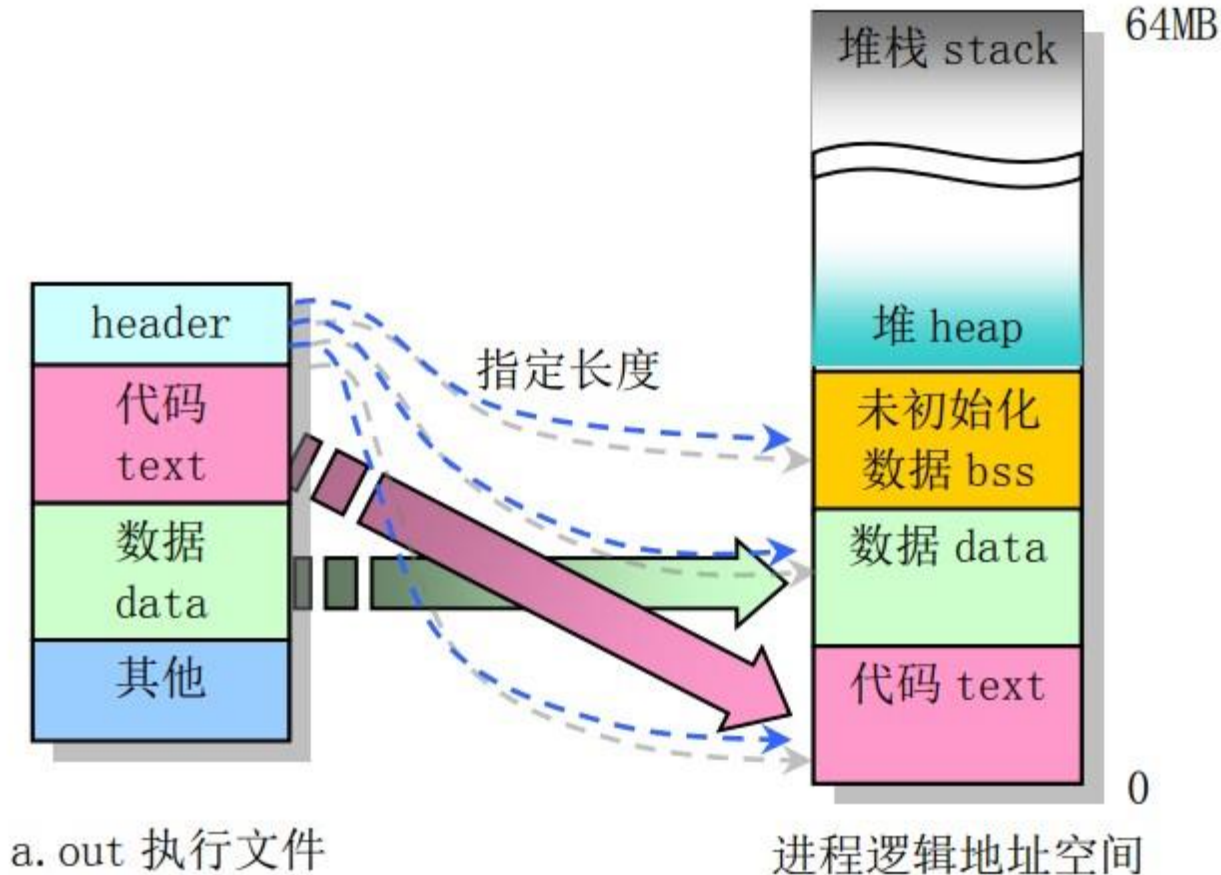 64MB
堆栈 stack
header
指定长度
堆 heap
代码
text
未初始化
数据 bss
数据
data
数据 data
其他
代码 text
0
a.out 执行文件
进程逻辑地址空间